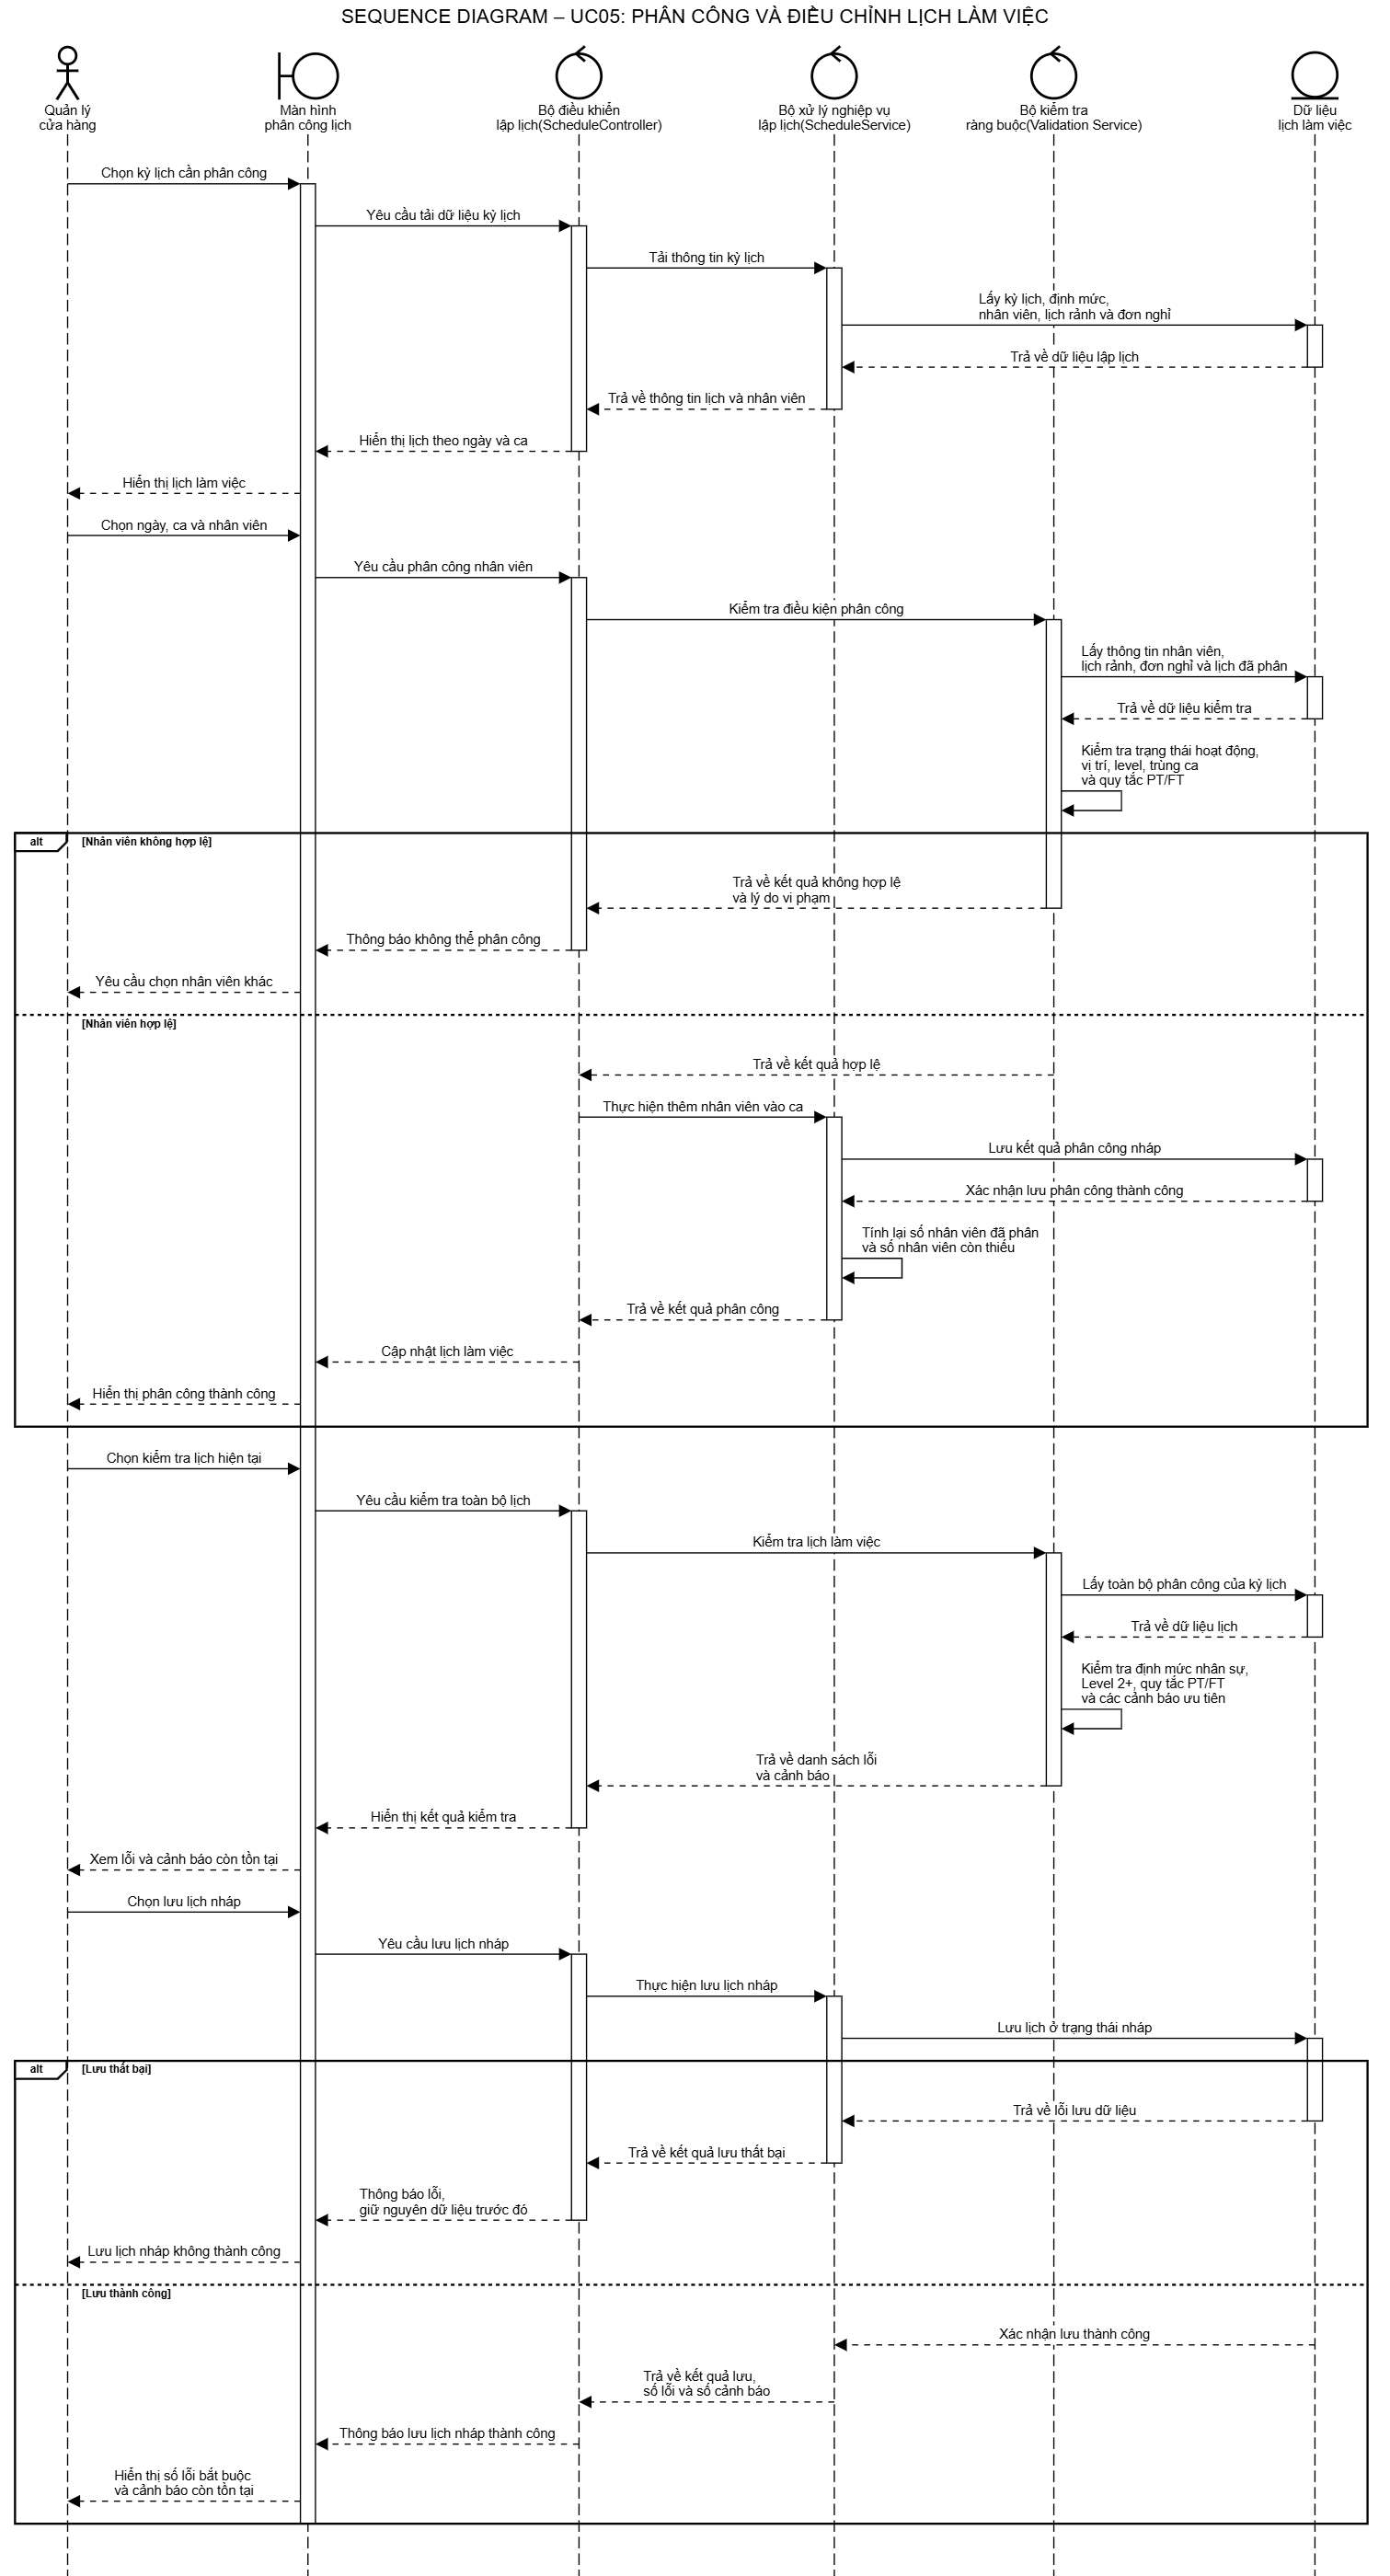 SEQUENCE DIAGRAM – UC05: PHÂN CÔNG VÀ ĐIỀU CHỈNH LỊCH LÀM VIỆC
Quản lý
cửa hàng
Màn hình
phân công lịch
Bộ điều khiển
lập lịch(ScheduleController)
Bộ xử lý nghiệp vụ
lập lịch(ScheduleService)
Bộ kiểm tra
ràng buộc(Validation Service)
Dữ liệu
lịch làm việc
Chọn kỳ lịch cần phân công
Yêu cầu tải dữ liệu kỳ lịch
Tải thông tin kỳ lịch
Lấy kỳ lịch, định mức,
nhân viên, lịch rảnh và đơn nghỉ
Trả về dữ liệu lập lịch
Trả về thông tin lịch và nhân viên
Hiển thị lịch theo ngày và ca
Hiển thị lịch làm việc
Chọn ngày, ca và nhân viên
Yêu cầu phân công nhân viên
Kiểm tra điều kiện phân công
Lấy thông tin nhân viên,
lịch rảnh, đơn nghỉ và lịch đã phân
Trả về dữ liệu kiểm tra
Kiểm tra trạng thái hoạt động,
vị trí, level, trùng ca
và quy tắc PT/FT
alt
[Nhân viên không hợp lệ]
Trả về kết quả không hợp lệ
và lý do vi phạm
Thông báo không thể phân công
Yêu cầu chọn nhân viên khác
[Nhân viên hợp lệ]
Trả về kết quả hợp lệ
Thực hiện thêm nhân viên vào ca
Lưu kết quả phân công nháp
Xác nhận lưu phân công thành công
Tính lại số nhân viên đã phân
và số nhân viên còn thiếu
Trả về kết quả phân công
Cập nhật lịch làm việc
Hiển thị phân công thành công
Chọn kiểm tra lịch hiện tại
Yêu cầu kiểm tra toàn bộ lịch
Kiểm tra lịch làm việc
Lấy toàn bộ phân công của kỳ lịch
Trả về dữ liệu lịch
Kiểm tra định mức nhân sự,
Level 2+, quy tắc PT/FT
và các cảnh báo ưu tiên
Trả về danh sách lỗi
và cảnh báo
Hiển thị kết quả kiểm tra
Xem lỗi và cảnh báo còn tồn tại
Chọn lưu lịch nháp
Yêu cầu lưu lịch nháp
Thực hiện lưu lịch nháp
Lưu lịch ở trạng thái nháp
alt
[Lưu thất bại]
Trả về lỗi lưu dữ liệu
Trả về kết quả lưu thất bại
Thông báo lỗi,
giữ nguyên dữ liệu trước đó
Lưu lịch nháp không thành công
[Lưu thành công]
Xác nhận lưu thành công
Trả về kết quả lưu,
số lỗi và số cảnh báo
Thông báo lưu lịch nháp thành công
Hiển thị số lỗi bắt buộc
và cảnh báo còn tồn tại